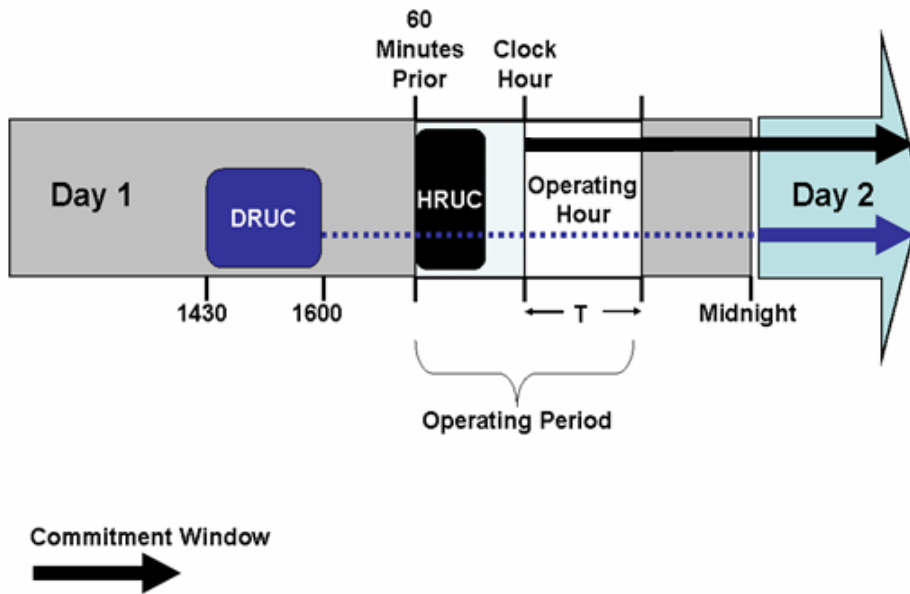 60
Minutes
Prior
Clock
Hour
Day 1
DRUC
HRUC
Operating
Hour
Day 2
1430
1600
T
Midnight
Operating Period
Commitment Window